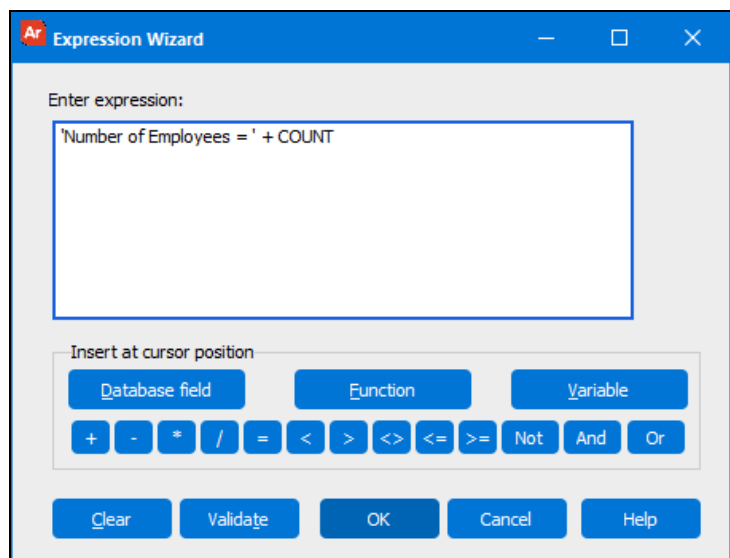 Ar Expression Wizard
Enter expression:
'Number of Employees = ' + COUNT
Insert at cursor position
Database field Function Variable
+ - * / = < > <> <= >= Not And Or
Clear Validate OK Cancel Help